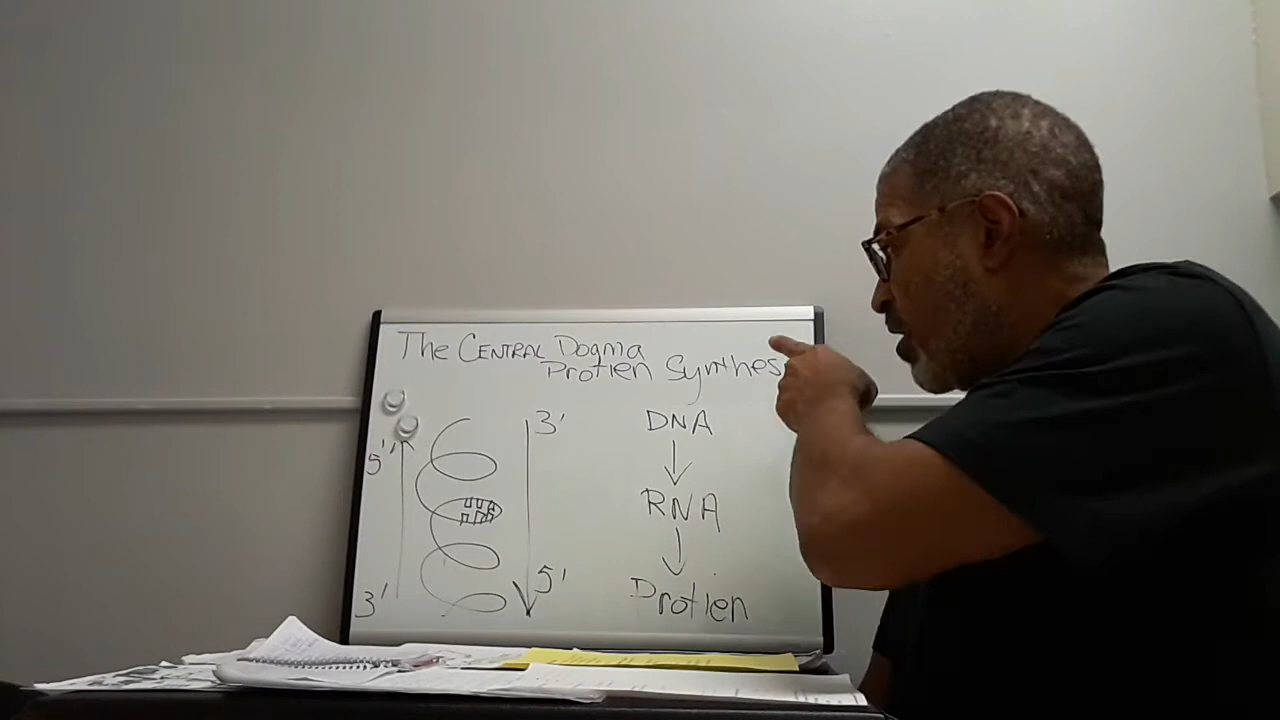 The CENTRAL Dogma
Protien Synthes
3'
DNA
5'
RNA
5'
3'
Protien